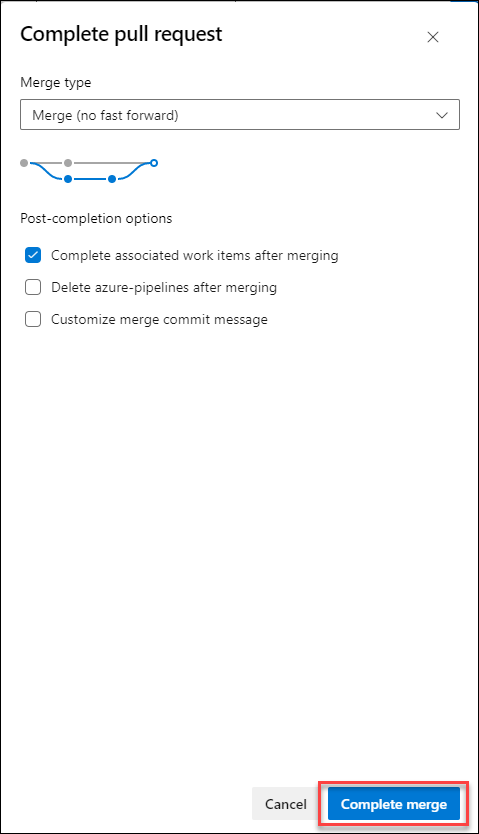 Complete pull request
Merge type
Merge (no fast forward)
Post-completion options
Complete associated work items after merging
Delete azure-pipelines after merging
Customize merge commit message
Cancel
Complete merge